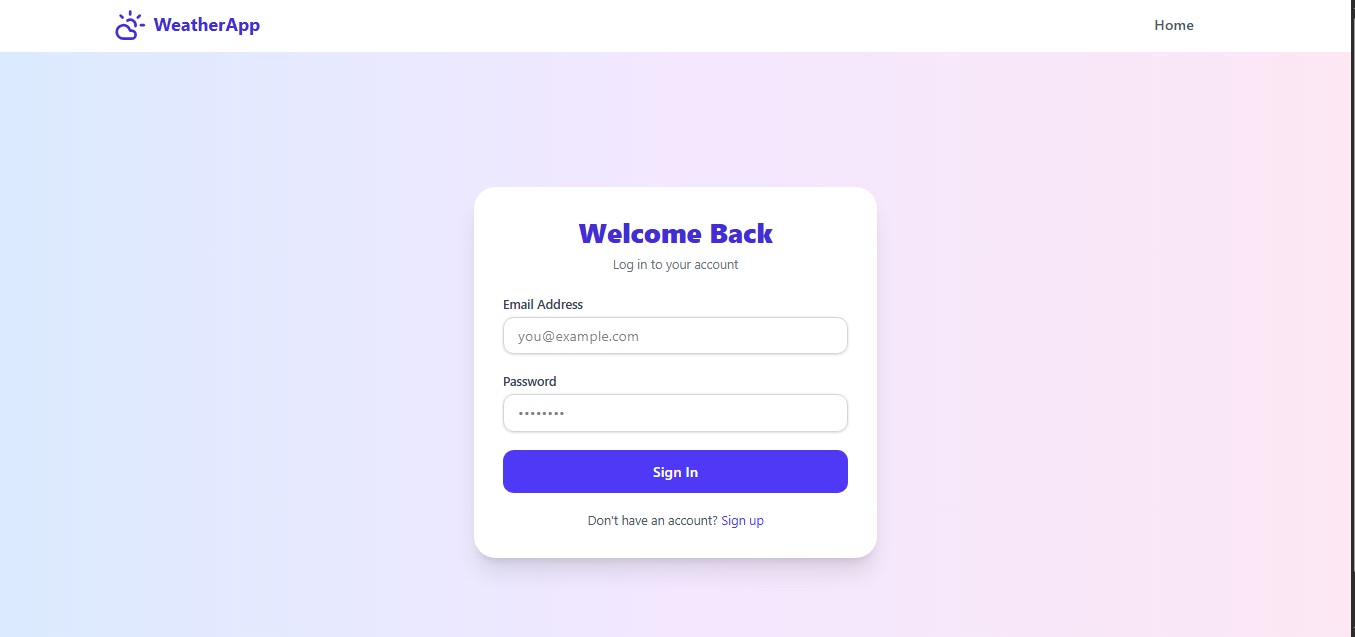 WeatherApp
Home
Welcome Back
Log in to your account
Email Address
you@example.com
Password
••••••••
Sign In
Don't have an account? Sign up